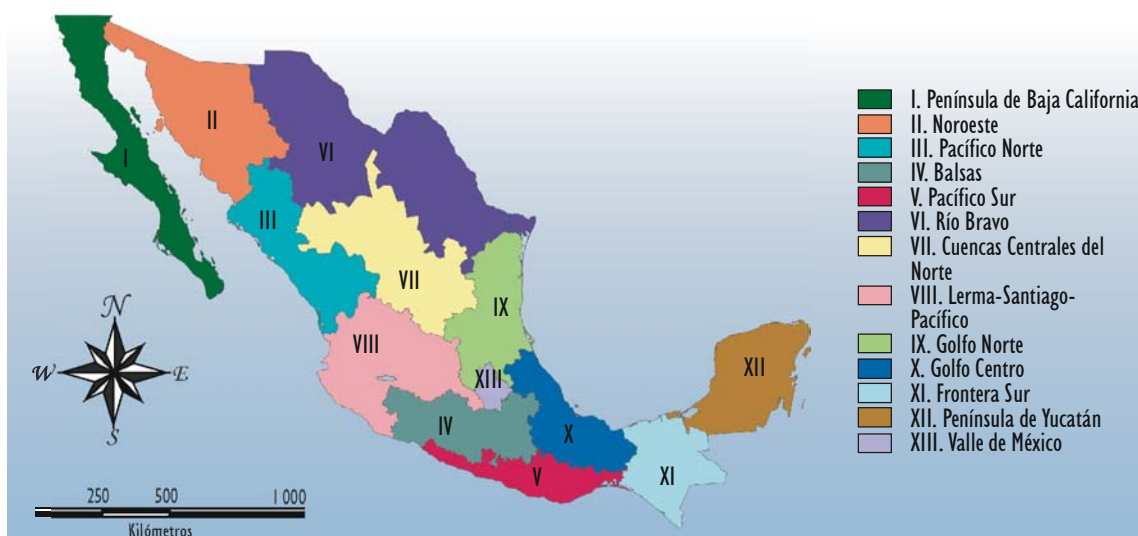 I
II
III
VI
VII
IX
VIII
XIII
IV
V
X
XI
XII
N
W
E
S
250
500
1 000
Kilómetros
I. Península de Baja California
II. Noroeste
III. Pacífico Norte
IV. Balsas
V. Pacífico Sur
VI. Río Bravo
VII. Cuencas Centrales del
Norte
VIII. Lerma-Santiago-
Pacífico
IX. Golfo Norte
X. Golfo Centro
XI. Frontera Sur
XII. Península de Yucatán
XIII. Valle de México